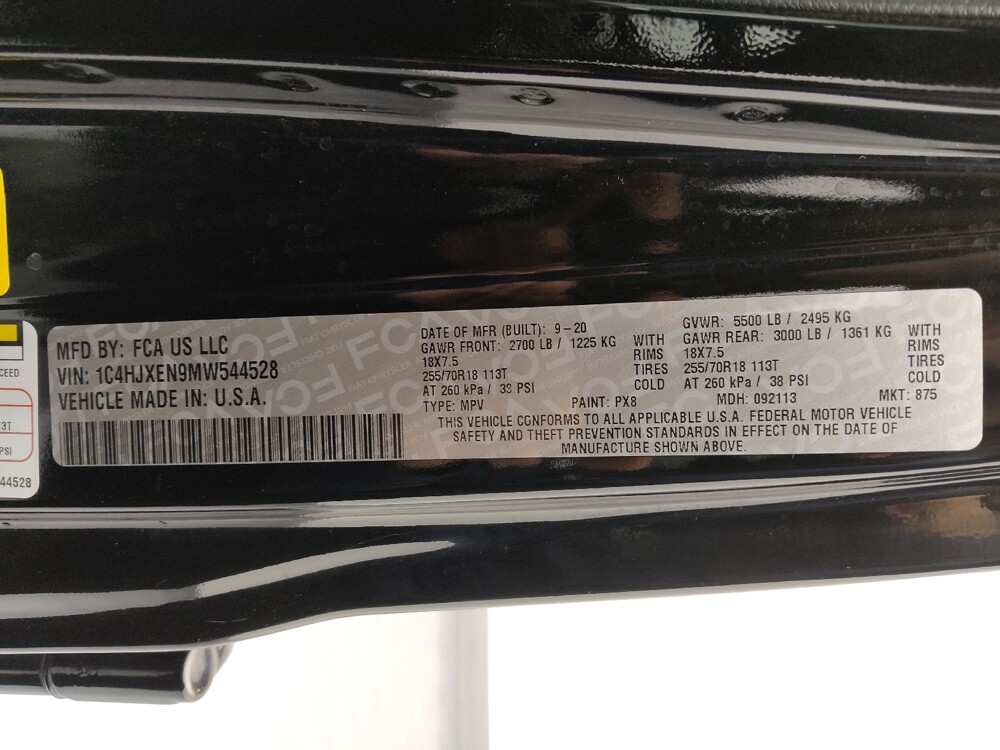 MFD BY: FCA US LLC
VIN: 1C4HJXEN9MW544528
VEHICLE MADE IN: U.S.A.
DATE OF MFR (BUILT): 9-20
GAWR FRONT: 2700 LB / 1225 KG WITH
18X7.5 RIMS
255/70R18 113T TIRES
AT 260 kPa / 38 PSI COLD
TYPE: MPV
GVWR: 5500 LB / 2495 KG
GAWR REAR: 3000 LB / 1361 KG WITH
18X7.5 RIMS
255/70R18 113T TIRES
AT 260 kPa / 38 PSI COLD
PAINT: PX8 MDH: 092113 MKT: 875
THIS VEHICLE CONFORMS TO ALL APPLICABLE U.S.A. FEDERAL MOTOR VEHICLE
SAFETY AND THEFT PREVENTION STANDARDS IN EFFECT ON THE DATE OF
MANUFACTURE SHOWN ABOVE.
CEED
3T
PSI
44528